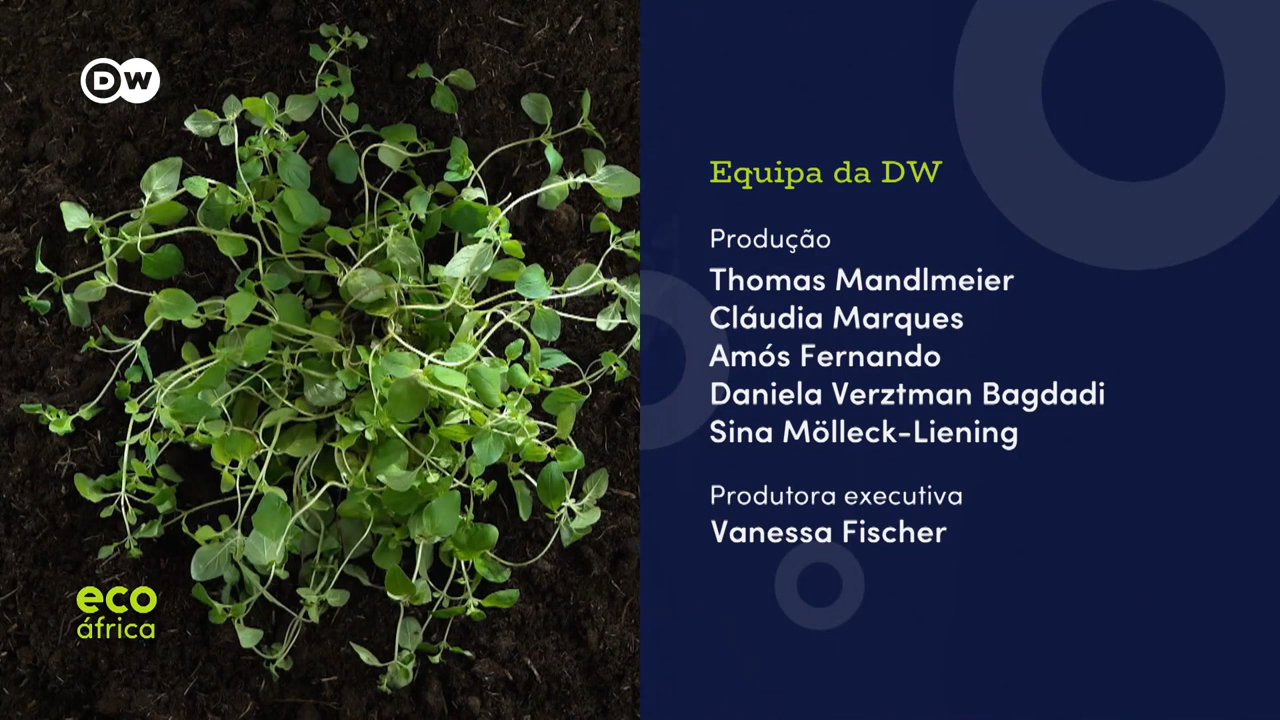 DW
eco
áfrica
Equipa da DW
Produção
Thomas Mandlmeier
Cláudia Marques
Amós Fernando
Daniela Verztman Bagdadi
Sina Mölleck-Liening
Produtora executiva
Vanessa Fischer